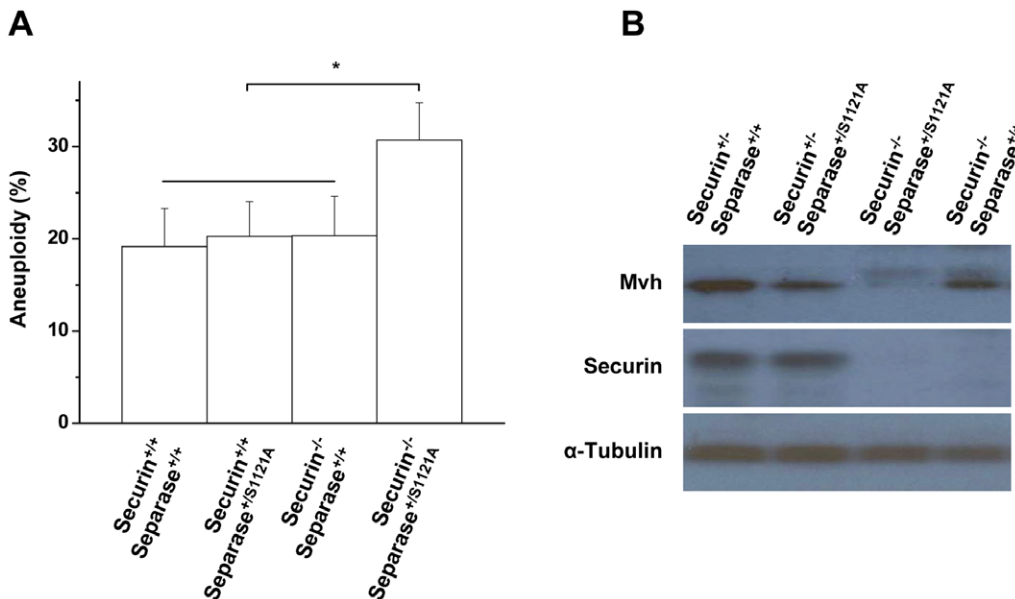 A
*
Aneuploidy (%)
30
20
10
0
Securin+/+
Separase+/+
Securin+/+
Separase+/S1121A
Securin-/-
Separase+/+
Securin-/-
Separase+/S1121A
B
Securin+/-
Separase+/+
Securin+/-
Separase+/S1121A
Securin-/-
Separase+/S1121A
Securin-/-
Separase+/+
Mvh
Securin
α-Tubulin